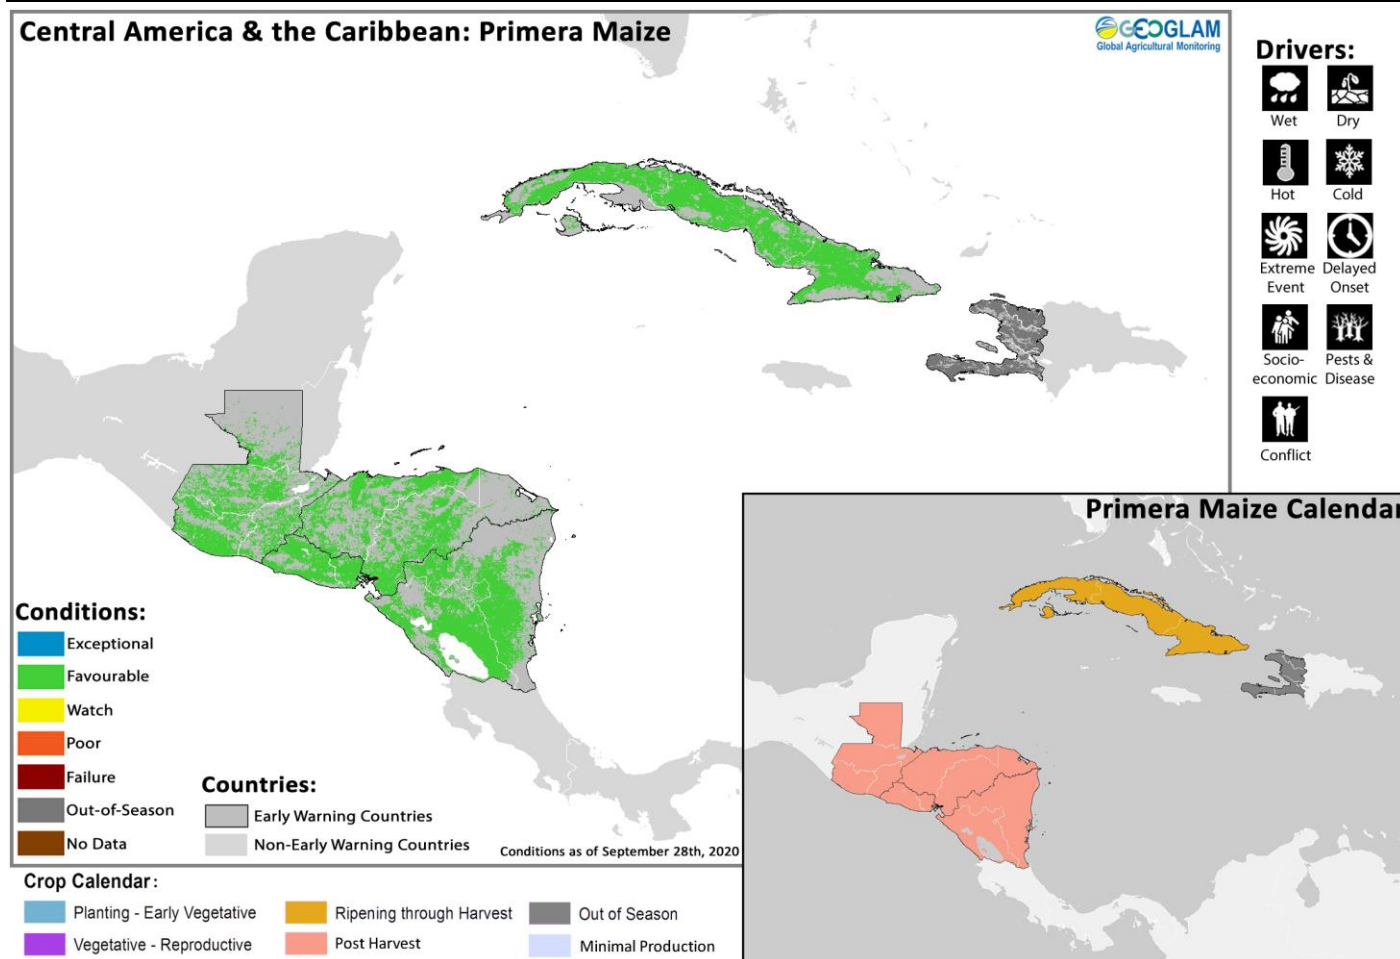 Central America & the Caribbean: Primera Maize
GEOGLAM
Global Agricultural Monitoring
Drivers:
Wet
Dry
Hot
Cold
Extreme Event
Delayed Onset
Socio-economic
Pests & Disease
Conflict
Primera Maize Calendar
Conditions:
Exceptional
Favourable
Watch
Poor
Failure
Out-of-Season
No Data
Countries:
Early Warning Countries
Non-Early Warning Countries
Conditions as of September 28th, 2020
Crop Calendar:
Planting - Early Vegetative
Ripening through Harvest
Out of Season
Vegetative - Reproductive
Post Harvest
Minimal Production